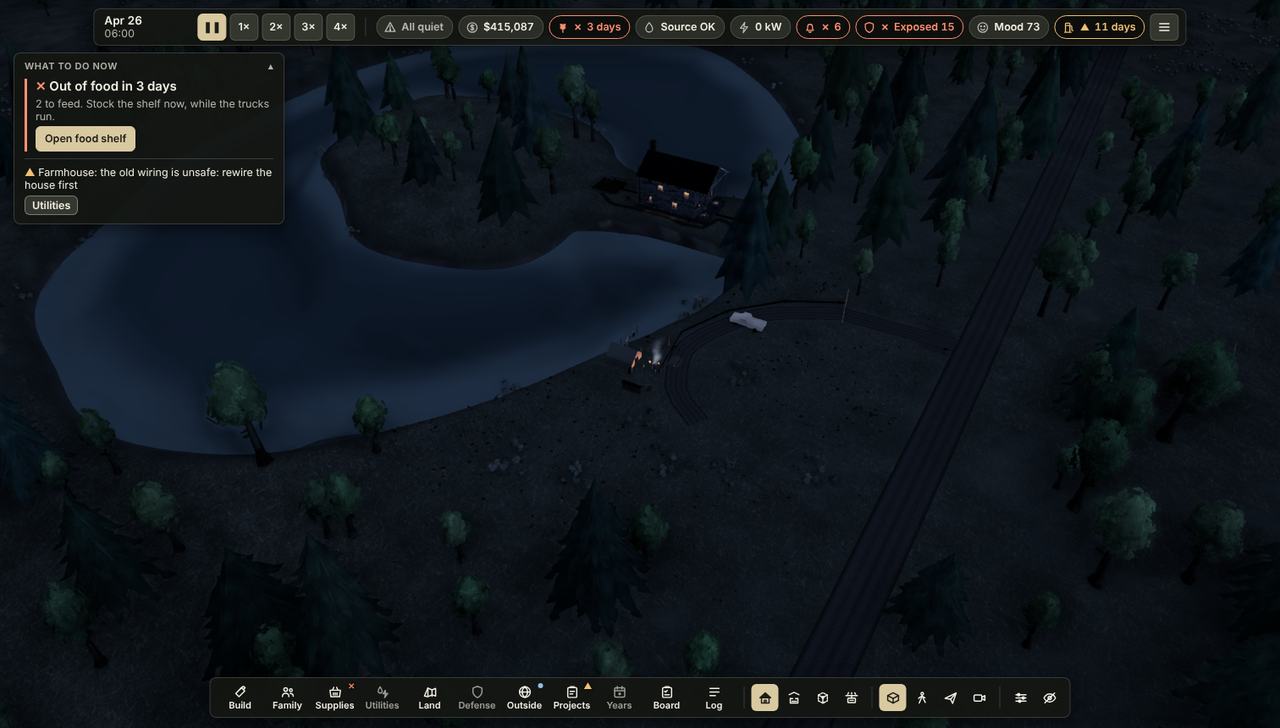 Apr 26
06:00
1×
2×
3×
4×
All quiet
$415,087
× 3 days
Source OK
0 kW
× 6
× Exposed 15
Mood 73
▲ 11 days
WHAT TO DO NOW ▲
× Out of food in 3 days
2 to feed. Stock the shelf now, while the trucks
run.
Open food shelf
▲ Farmhouse: the old wiring is unsafe: rewire the
house first
Utilities
Build
Family
Supplies
Utilities
Land
Defense
Outside
Projects
Years
Board
Log